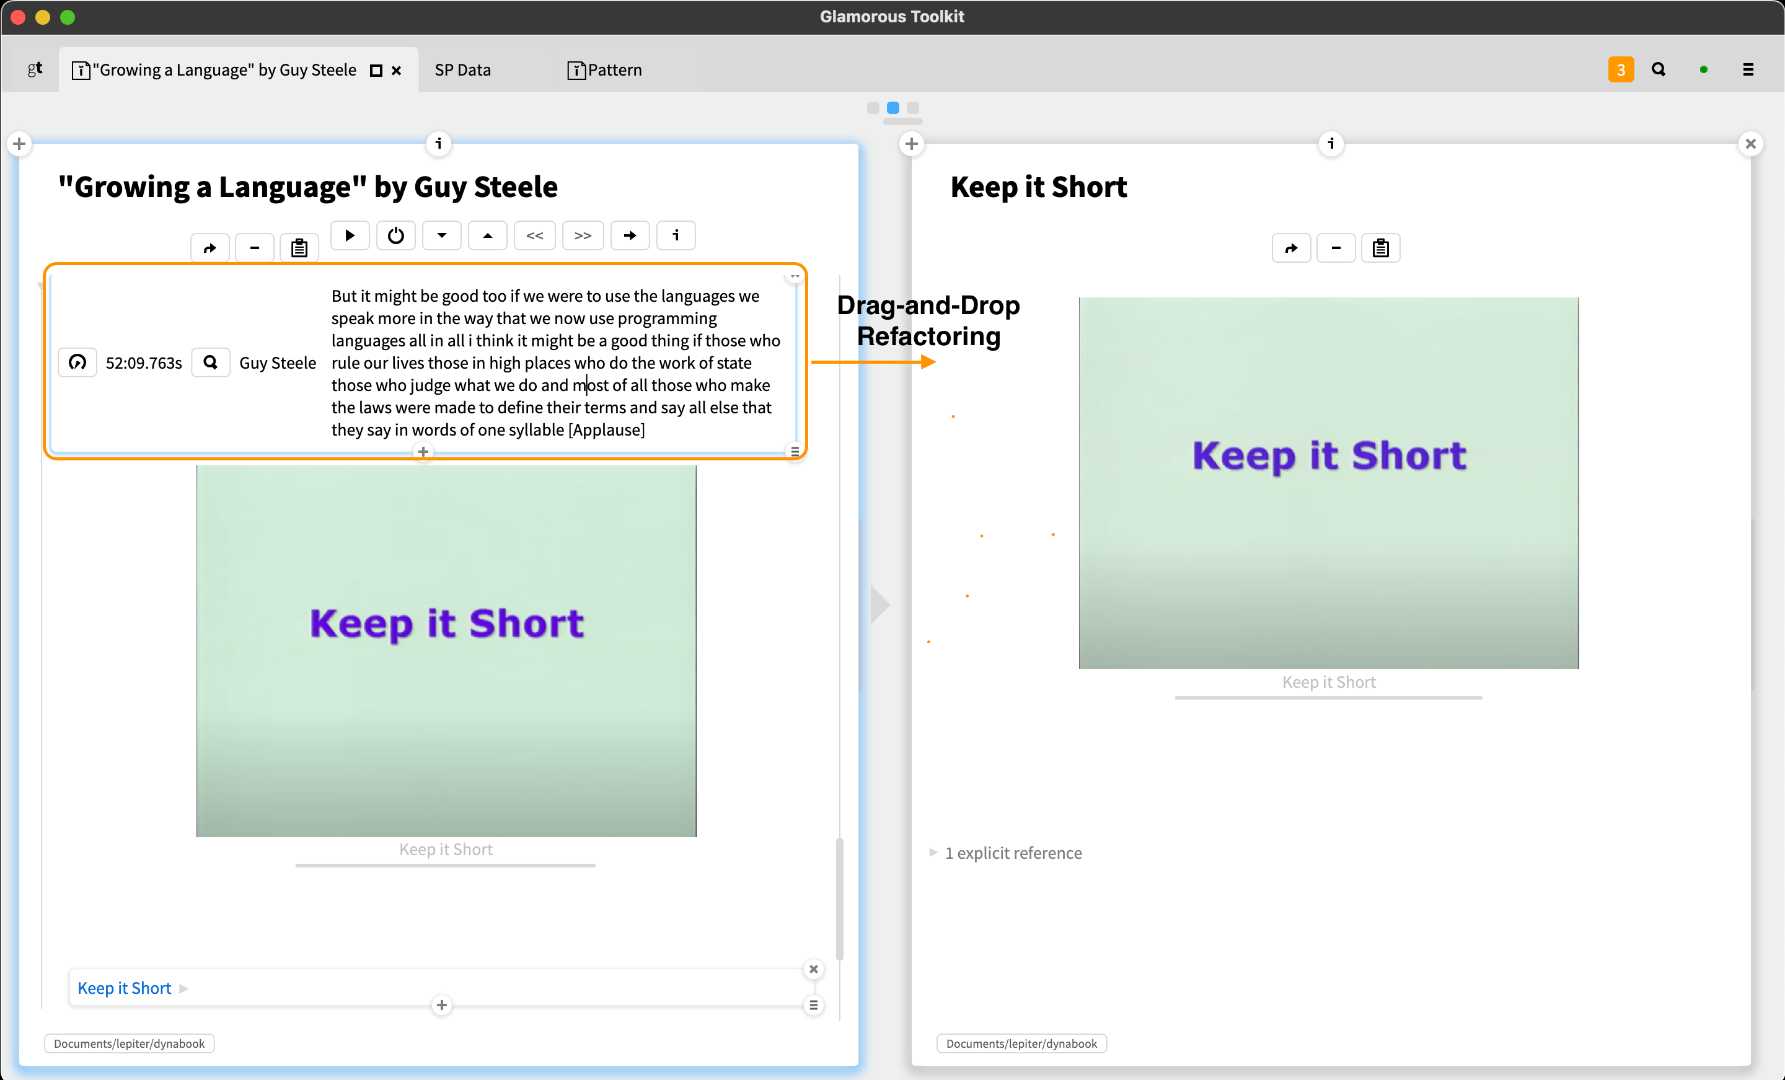 Glamorous Toolkit
gt
"Growing a Language" by Guy Steele
SP Data
Pattern
3
"Growing a Language" by Guy Steele
<<
>>
i
i
52:09.763s
Guy Steele
But it might be good too if we were to use the languages we
speak more in the way that we now use programming
languages all in all i think it might be a good thing if those who
rule our lives those in high places who do the work of state
those who judge what we do and most of all those who make
the laws were made to define their terms and say all else that
they say in words of one syllable [Applause]
Keep it Short
Keep it Short
Keep it Short
Documents/lepiter/dynabook
Drag-and-Drop
Refactoring
i
Keep it Short
Keep it Short
Keep it Short
1 explicit reference
Documents/lepiter/dynabook